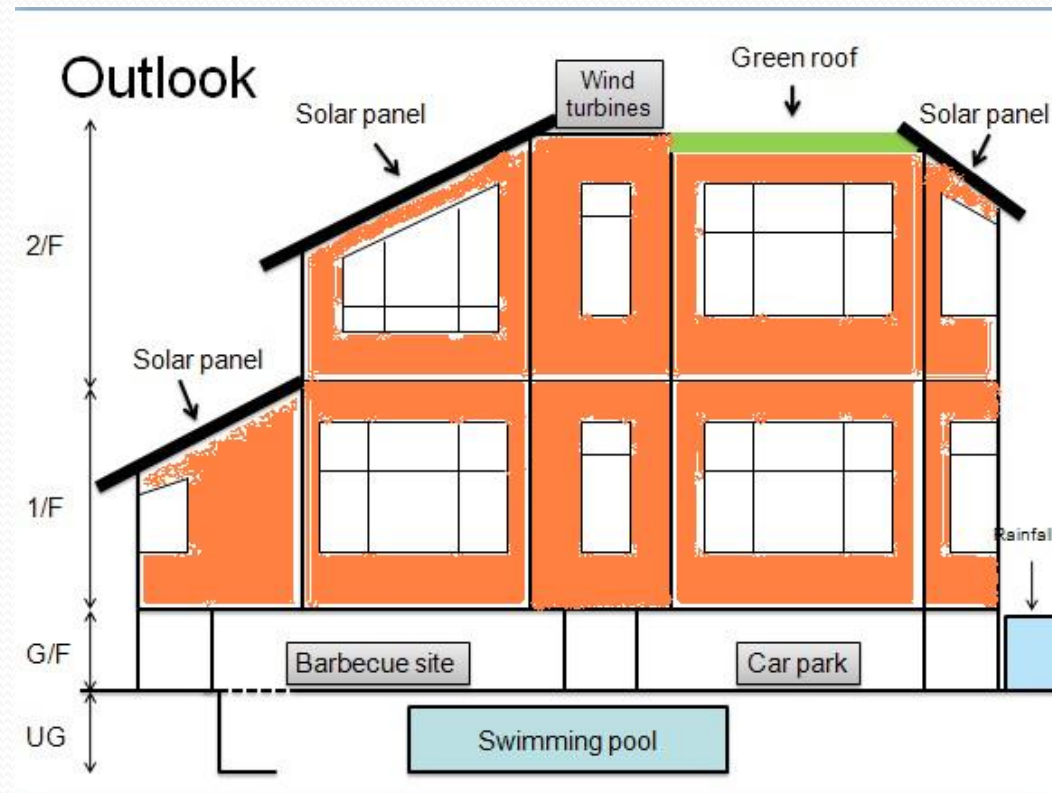 Outlook
Wind
turbines
Green roof
Solar panel
Solar panel
2/F
Solar panel
1/F
Rainfall
G/F
Barbecue site
Car park
UG
Swimming pool